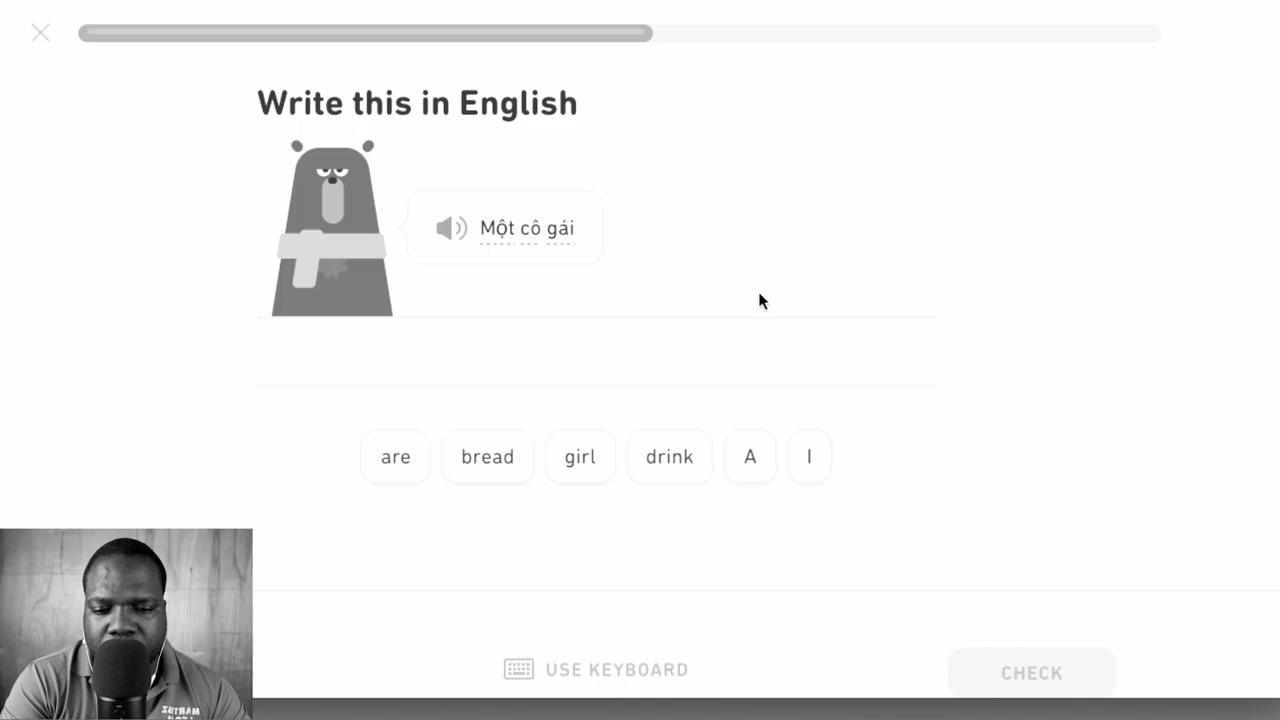 Write this in English
Một cô gái
are bread girl drink A I
USE KEYBOARD
CHECK